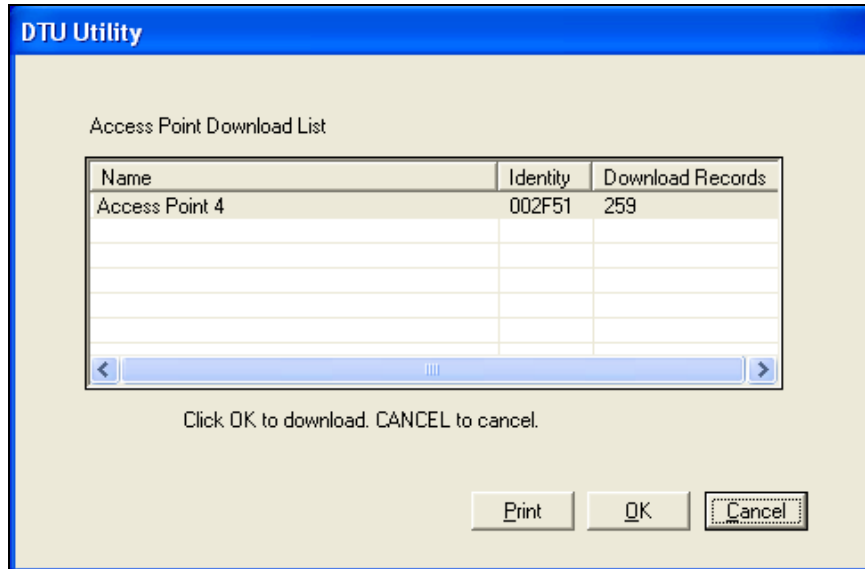 DTU Utility
Access Point Download List
Name Identity Download Records
Access Point 4 002F51 259
Click OK to download. CANCEL to cancel.
Print OK Cancel